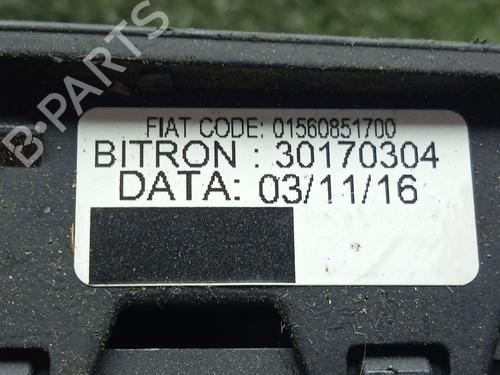 FIAT CODE: 01560851700
BITRON : 30170304
DATA: 03/11/16
B-PARTS